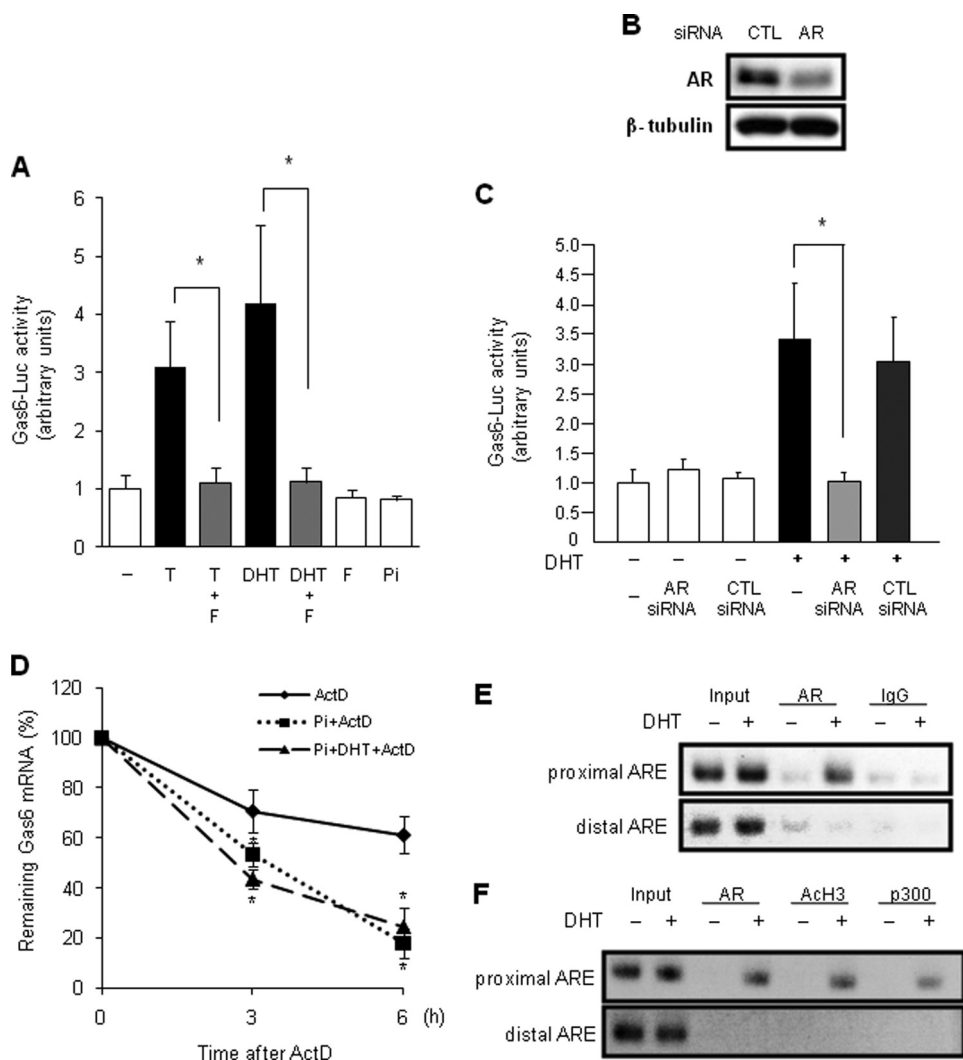 B
siRNA CTL AR
AR
β- tubulin
A
Gas6-Luc activity
(arbitrary units)
6
5
4
3
2
1
0
*
*
– T T DHT DHT F Pi
+ +
F F
C
Gas6-Luc activity
(arbitrary units)
5.0
4.5
4.0
3.5
3.0
2.5
2.0
1.5
1.0
0.5
0
*
DHT – – – + + +
– AR CTL – AR CTL
siRNA siRNA siRNA siRNA
D
Remaining Gas6 mRNA (%)
120
100
80
60
40
20
0
ActD
Pi+ActD
Pi+DHT+ActD
*
*
*
*
0 3 6 (h)
Time after ActD
E
Input AR IgG
DHT – + – + – +
proximal ARE
distal ARE
F
Input AR AcH3 p300
DHT – + – + – + – +
proximal ARE
distal ARE